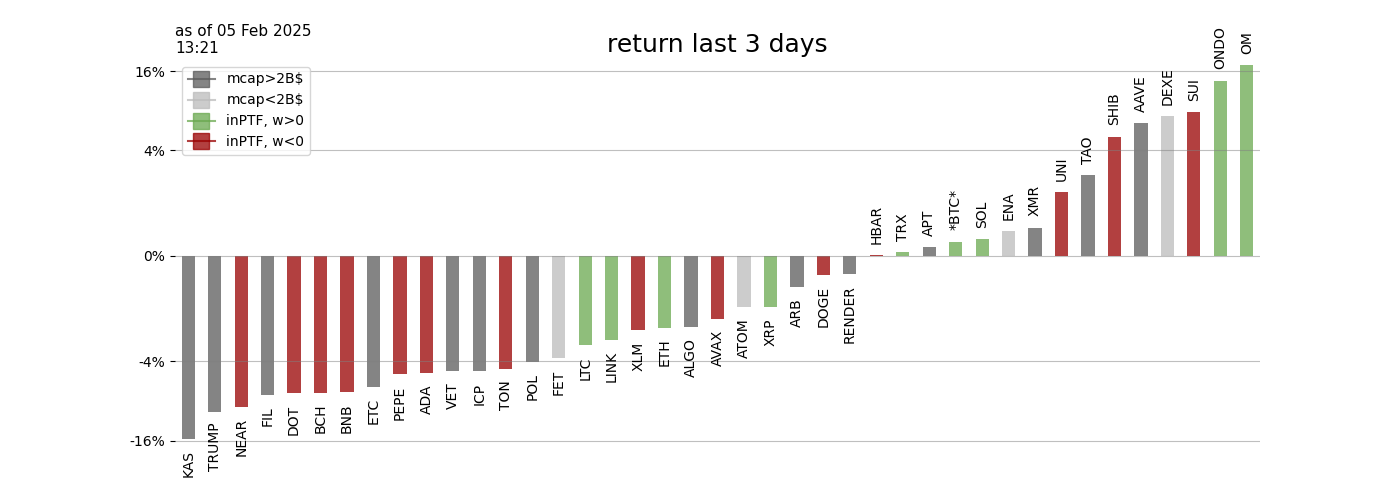 as of 05 Feb 2025
13:21
return last 3 days
mcap>2B$
mcap<2B$
inPTF, w>0
inPTF, w<0
16%
4%
0%
-4%
-16%
KAS
TRUMP
NEAR
FIL
DOT
BCH
BNB
ETC
PEPE
ADA
VET
ICP
TON
POL
FET
LTC
LINK
XLM
ETH
ALGO
AVAX
ATOM
XRP
ARB
DOGE
RENDER
HBAR
TRX
APT
*BTC*
SOL
ENA
XMR
UNI
TAO
SHIB
AAVE
DEXE
SUI
ONDO
OM